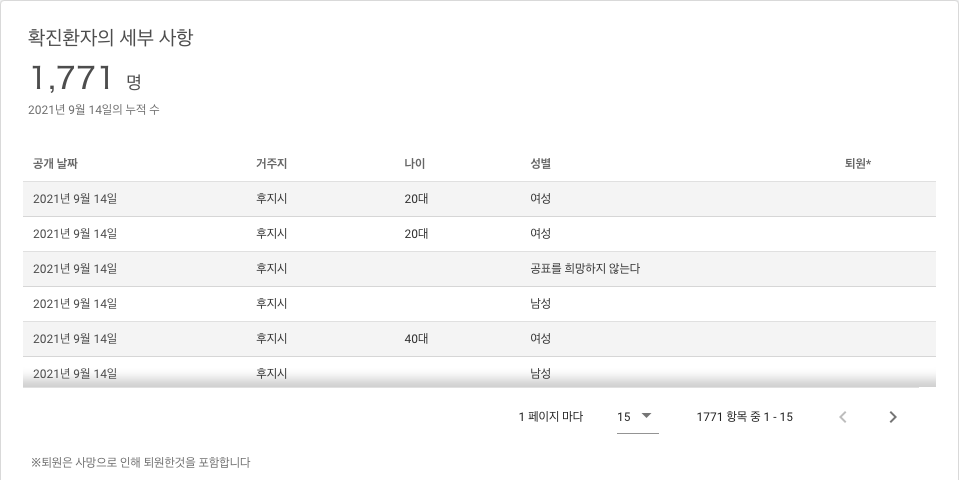 확진환자의 세부 사항
1,771 명
2021년 9월 14일의 누적 수
공개 날짜 거주지 나이 성별 퇴원*
2021년 9월 14일 후지시 20대 여성
2021년 9월 14일 후지시 20대 여성
2021년 9월 14일 후지시 공표를 희망하지 않는다
2021년 9월 14일 후지시 남성
2021년 9월 14일 후지시 40대 여성
2021년 9월 14일 후지시 남성
1 페이지 마다 15 1771 항목 중 1 - 15
※퇴원은 사망으로 인해 퇴원한것을 포함합니다